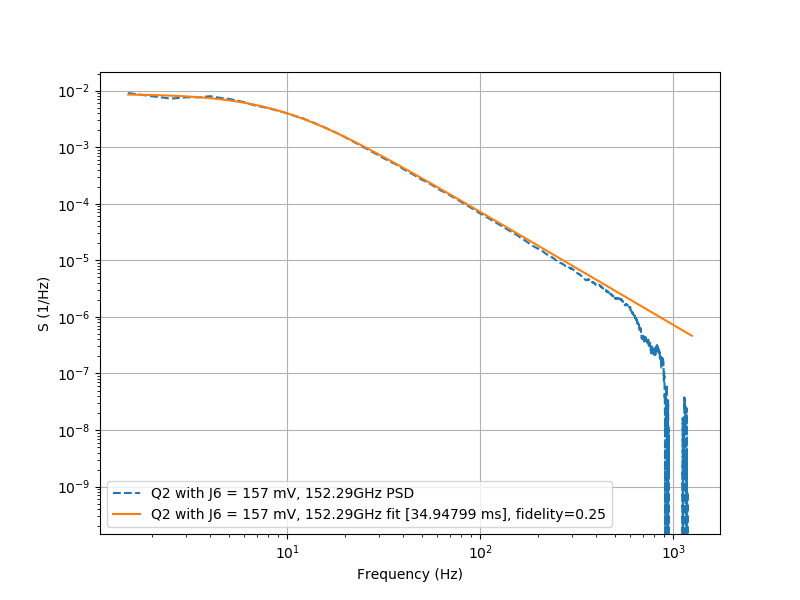 10⁻²
10⁻³
10⁻⁴
10⁻⁵
10⁻⁶
10⁻⁷
10⁻⁸
10⁻⁹
S (1/Hz)
Q2 with J6 = 157 mV, 152.29GHz PSD
Q2 with J6 = 157 mV, 152.29GHz fit [34.94799 ms], fidelity=0.25
10¹ 10² 10³
Frequency (Hz)